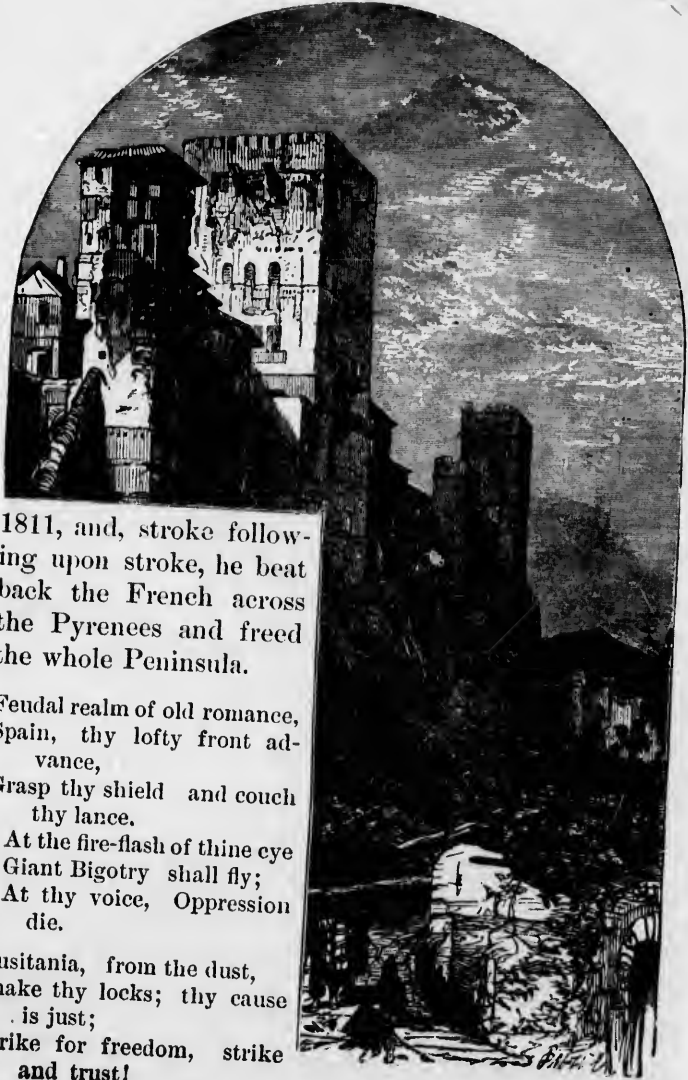 1811, and, stroke follow-
ing upon stroke, he beat
back the French across
the Pyrenees and freed
the whole Peninsula.
Feudal realm of old romance,
Spain, thy lofty front ad-
vance,
Grasp thy shield and couch
thy lance.
At the fire-flash of thine eye
Giant Bigotry shall fly;
At thy voice, Oppression
die.
usitania, from the dust,
hake thy locks; thy cause
is just;
rike for freedom, strike
and trust!